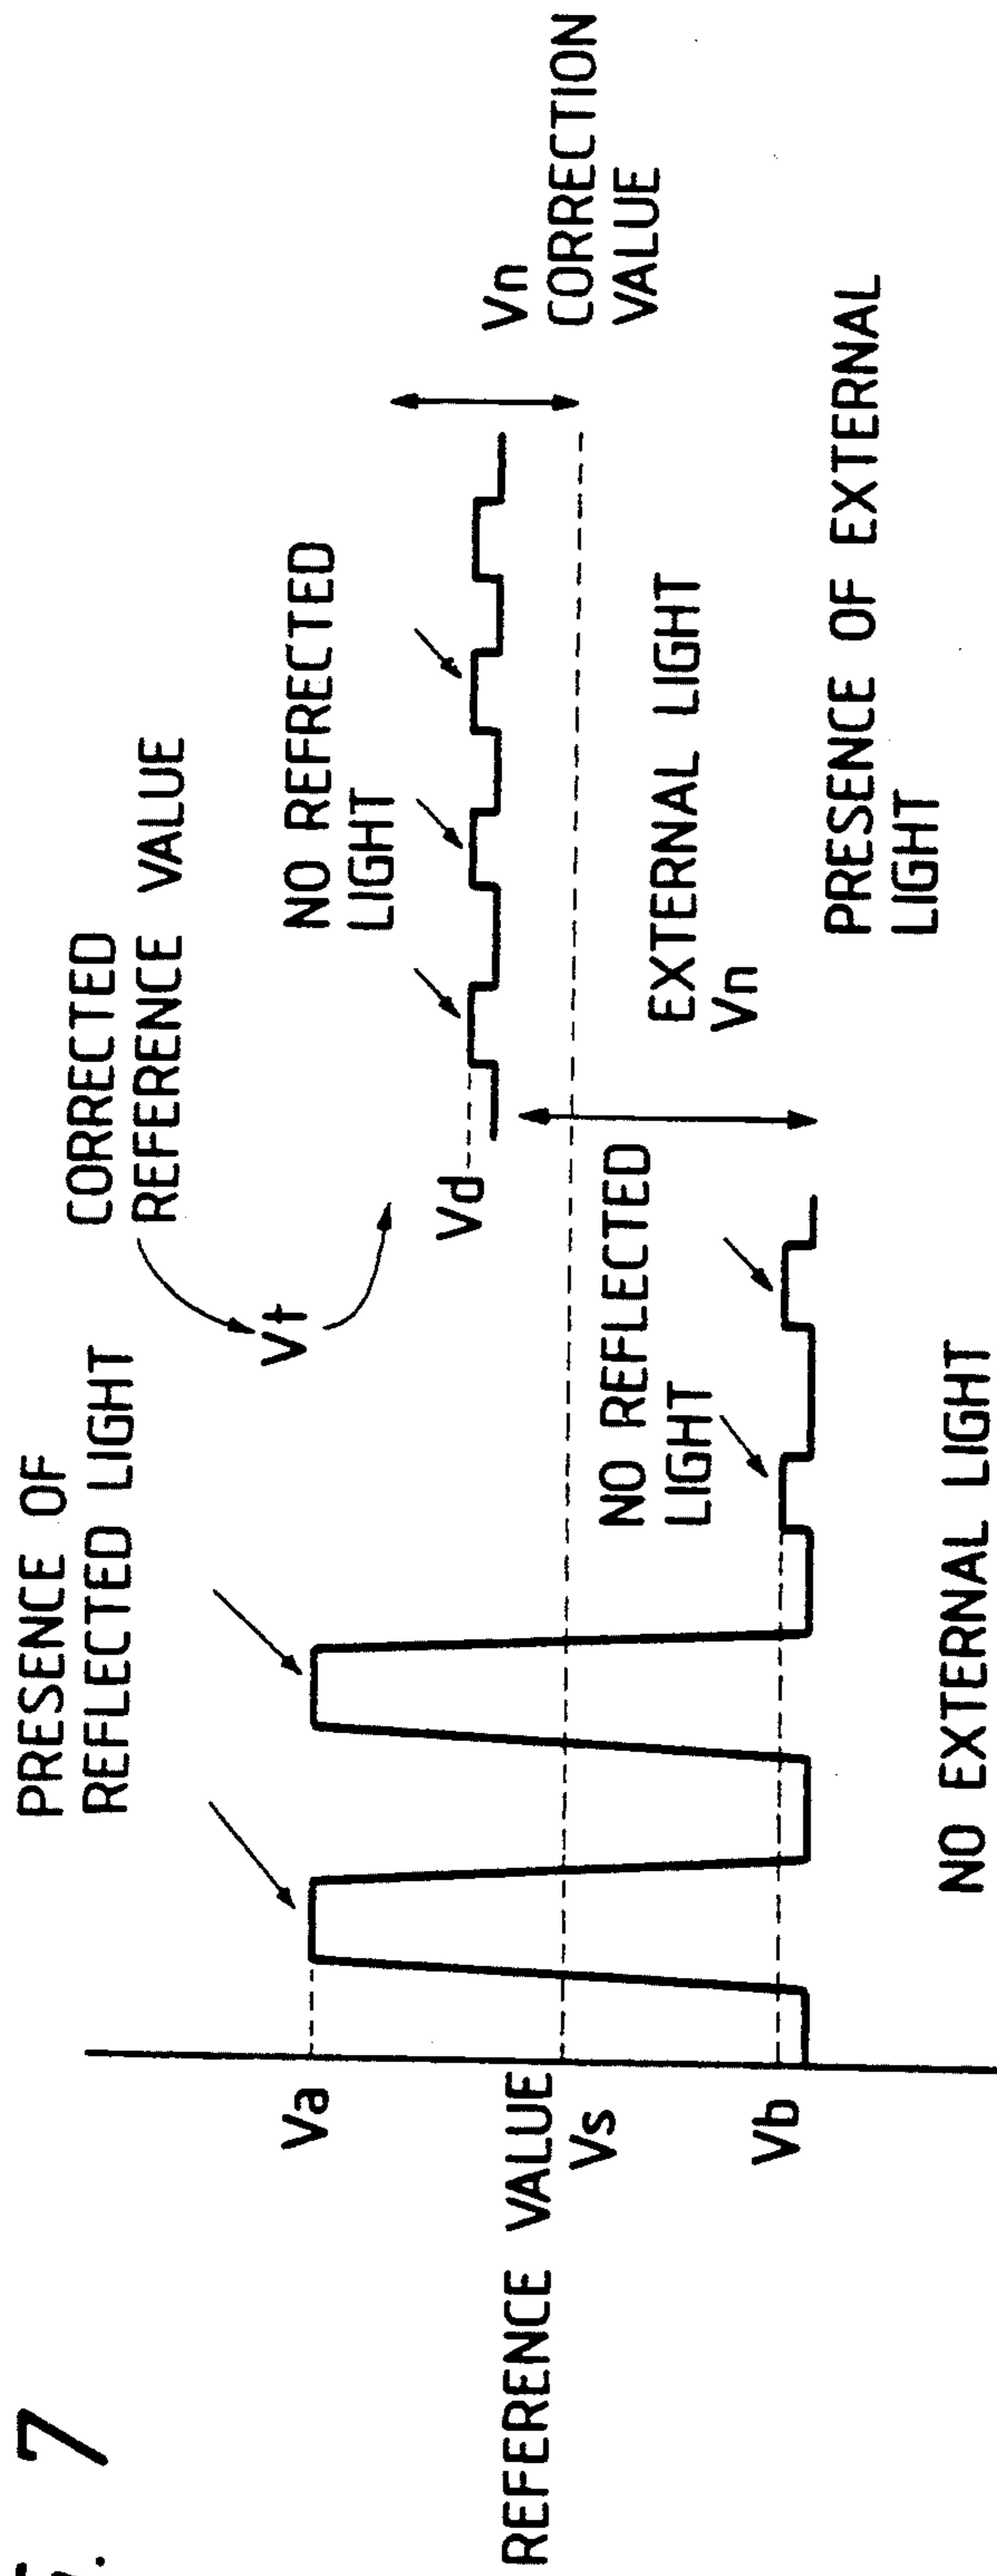 7
PRESENCE OF
REFLECTED LIGHT
CORRECTED
REFERENCE VALUE
Vt
Va
NO REFRECTED
LIGHT
Vd
Vn
CORRECTION
VALUE
REFERENCE VALUE
Vs
NO REFLECTED
LIGHT
EXTERNAL LIGHT
Vn
Vb
NO EXTERNAL LIGHT
PRESENCE OF EXTERNAL
LIGHT